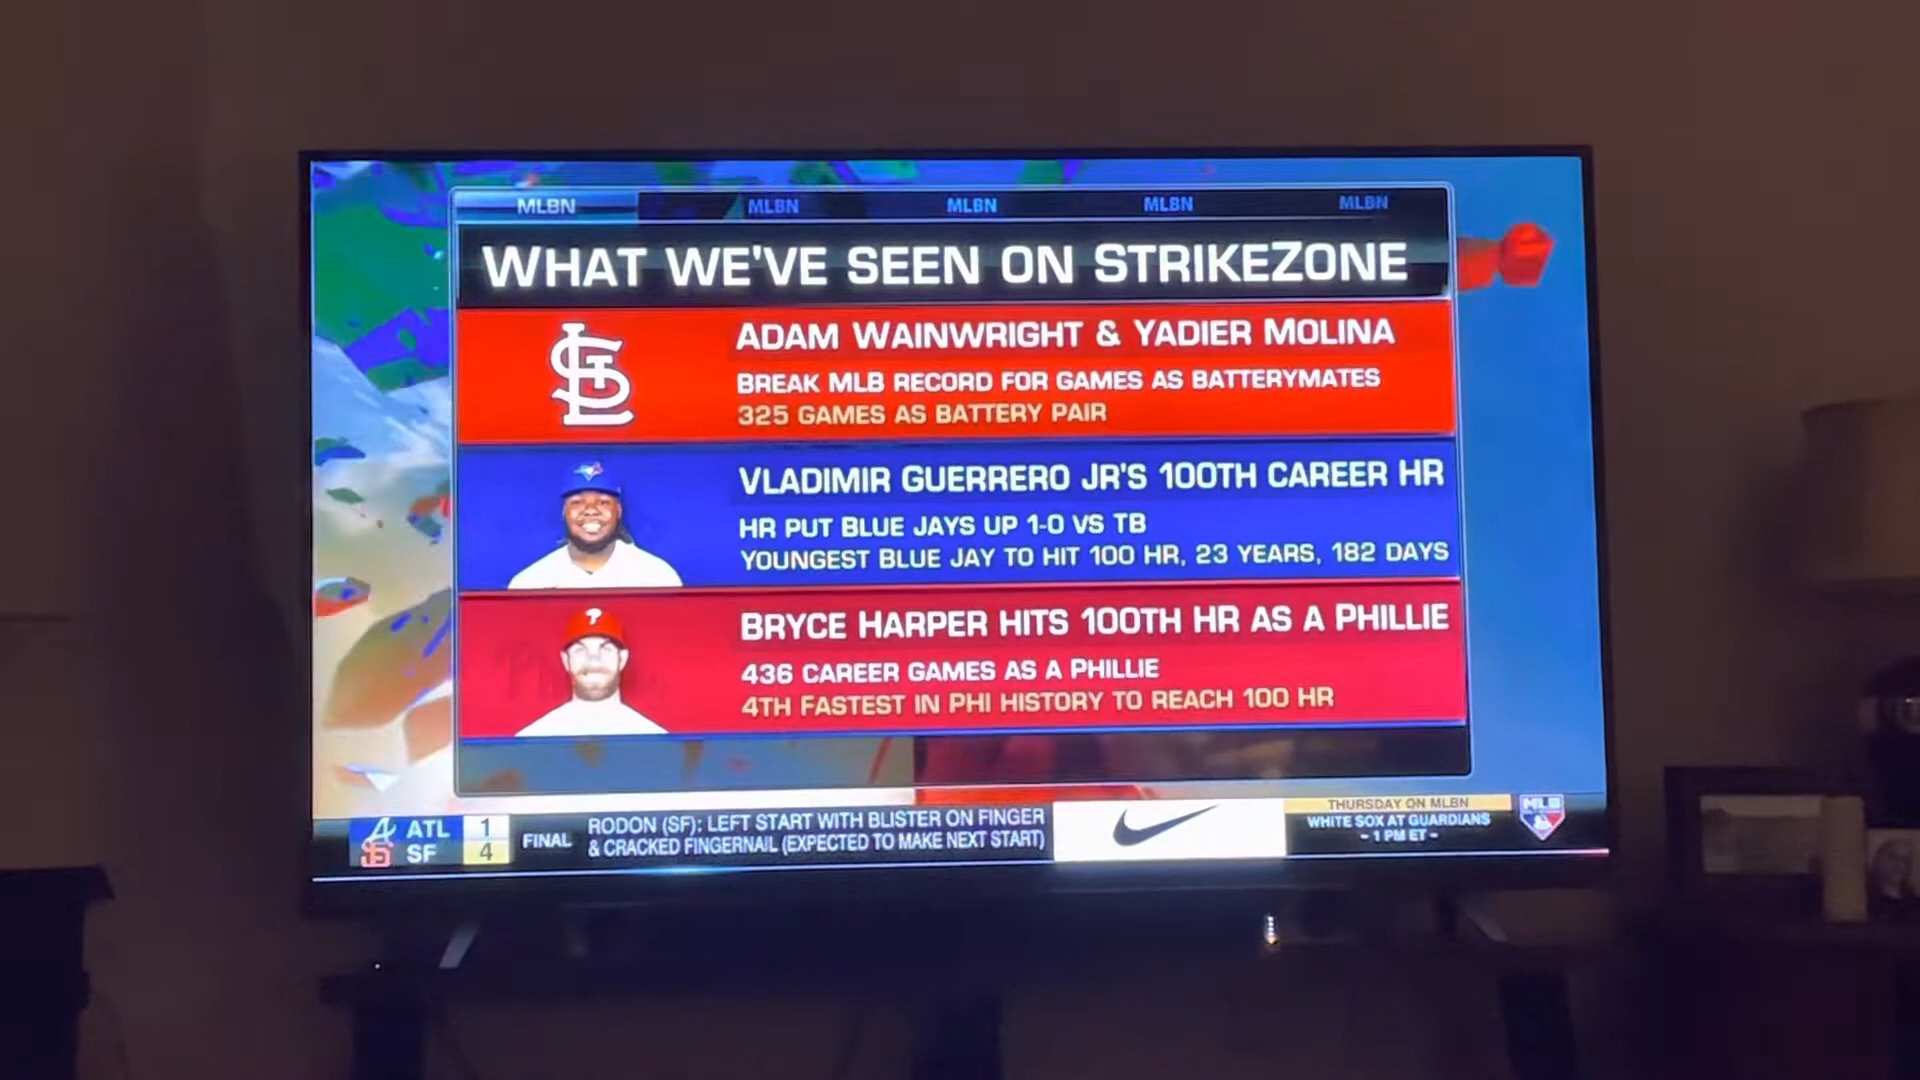 MLBN MLBN MLBN MLBN MLBN
WHAT WE'VE SEEN ON STRIKEZONE
STL
ADAM WAINWRIGHT & YADIER MOLINA
BREAK MLB RECORD FOR GAMES AS BATTERYMATES
325 GAMES AS BATTERY PAIR
VLADIMIR GUERRERO JR'S 100TH CAREER HR
HR PUT BLUE JAYS UP 1-0 VS TB
YOUNGEST BLUE JAY TO HIT 100 HR, 23 YEARS, 182 DAYS
P
BRYCE HARPER HITS 100TH HR AS A PHILLIE
436 CAREER GAMES AS A PHILLIE
4TH FASTEST IN PHI HISTORY TO REACH 100 HR
A ATL 1
SF SF 4
FINAL
RODON (SF): LEFT START WITH BLISTER ON FINGER
& CRACKED FINGERNAIL (EXPECTED TO MAKE NEXT START)
THURSDAY ON MLBN
WHITE SOX AT GUARDIANS
- 1 PM ET -
MLB